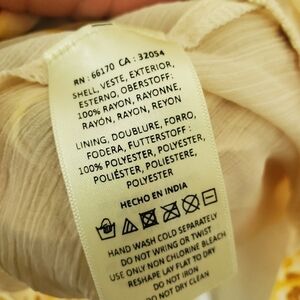 RN : 66170 CA : 32054
SHELL, VESTE, EXTERIOR,
ESTERNO, OBERSTOFF:
100% RAYON, RAYONNE,
RAYÓN, RAYON, REYON
LINING, DOUBLURE, FORRO,
FODERA, FUTTERSTOFF :
100% POLYESTER, POLYESTER,
POLIÉSTER, POLIESTERE,
POLYESTER
HECHO EN INDIA
HAND WASH COLD SEPARATELY
DO NOT WRING OR TWIST
USE ONLY NON CHLORINE BLEACH
RESHAPE LAY FLAT TO DRY
DO NOT IRON
DO NOT DRY CLEAN